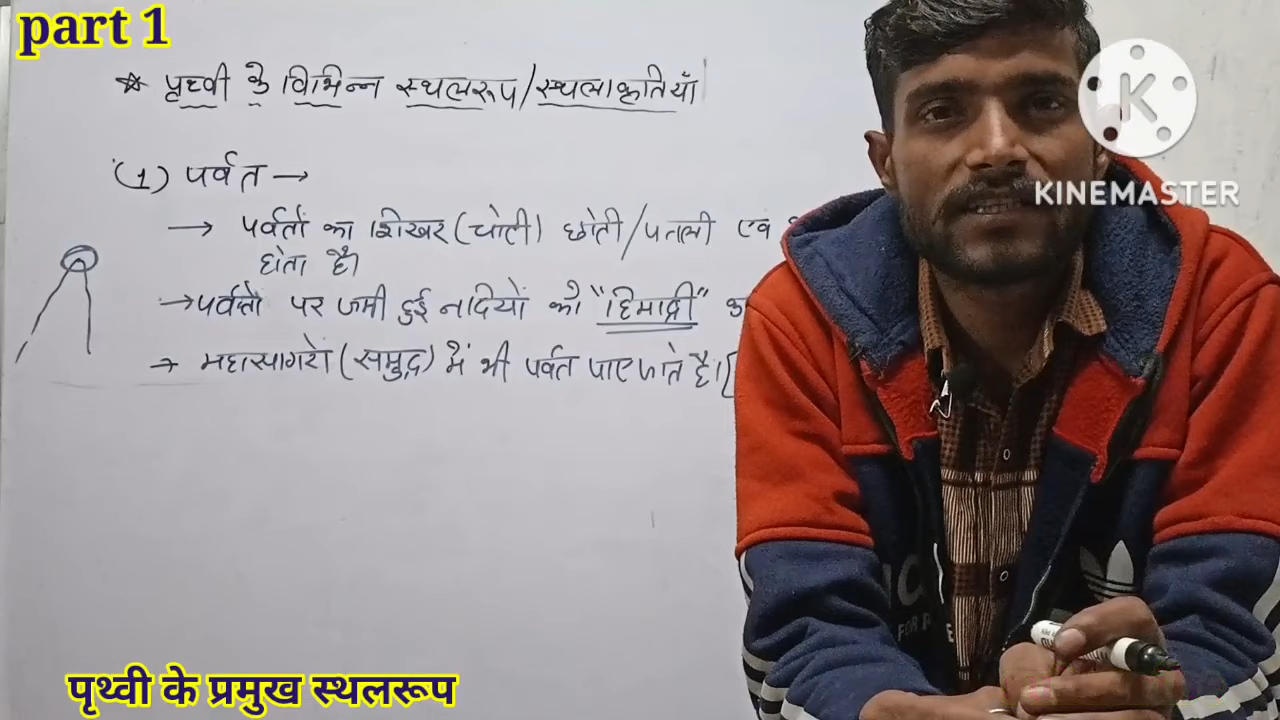 part 1
* पृथ्वी के विभिन्न स्थलरूप/स्थलाकृतियाँ
(1) पर्वत →
→ पर्वतों का शिखर (चोटी) छोटी/पतली एवं
होता है।
→ पर्वतों पर जमी हुई नदियों को "हिमाद्री"
→ महासागरों (समुद्र) में भी पर्वत पाए जाते है। [
KINEMASTER
पृथ्वी के प्रमुख स्थलरूप